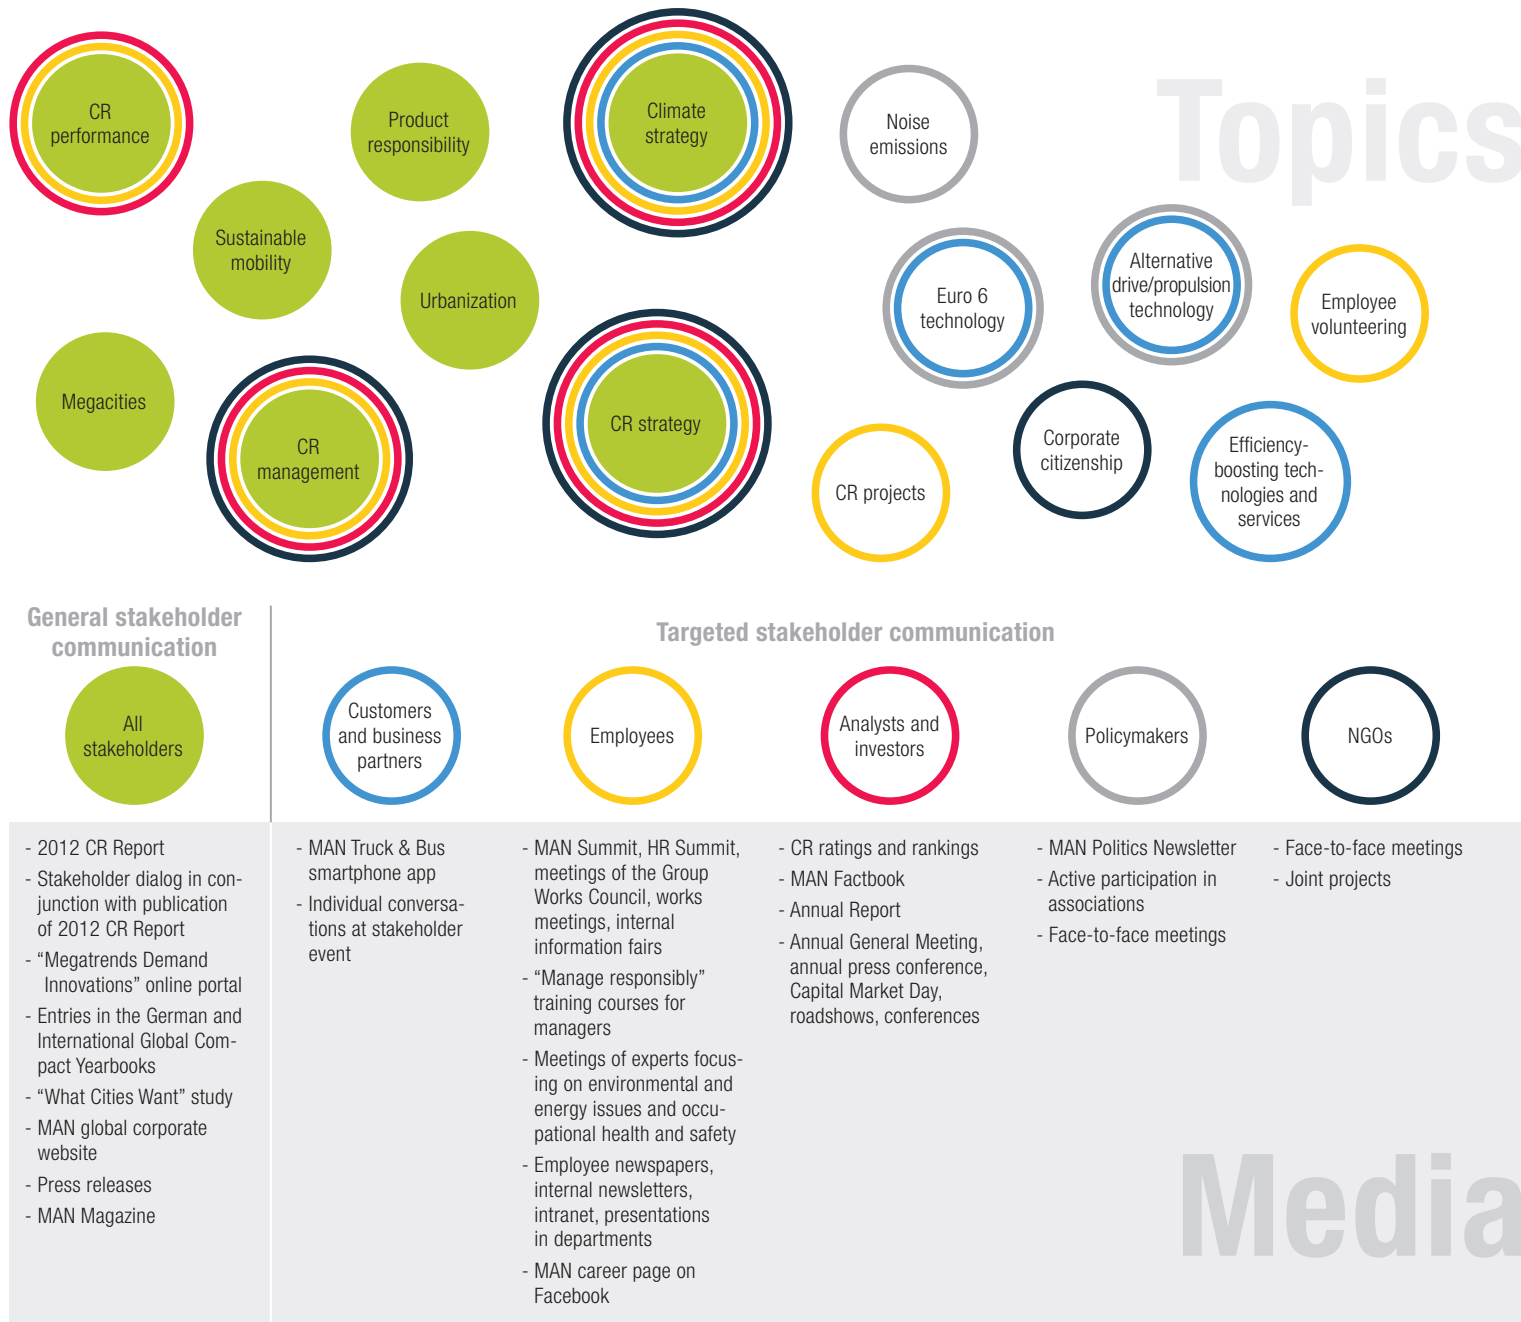 Topics
CR
performance
Product
responsibility
Climate
strategy
Noise
emissions
Sustainable
mobility
Urbanization
Euro 6
technology
Alternative
drive/propulsion
technology
Employee
volunteering
Megacities
CR
management
CR strategy
CR projects
Corporate
citizenship
Efficiency-
boosting tech-
nologies and
services
General stakeholder
communication
Targeted stakeholder communication
All
stakeholders
Customers
and business
partners
Employees
Analysts and
investors
Policymakers
NGOs
- 2012 CR Report
- Stakeholder dialog in con-
junction with publication
of 2012 CR Report
- “Megatrends Demand
Innovations” online portal
- Entries in the German and
International Global Com-
pact Yearbooks
- “What Cities Want” study
- MAN global corporate
website
- Press releases
- MAN Magazine
- MAN Truck & Bus
smartphone app
- Individual conversa-
tions at stakeholder
event
- MAN Summit, HR Summit,
meetings of the Group
Works Council, works
meetings, internal
information fairs
- “Manage responsibly”
training courses for
managers
- Meetings of experts focus-
ing on environmental and
energy issues and occu-
pational health and safety
- Employee newspapers,
internal newsletters,
intranet, presentations
in departments
- MAN career page on
Facebook
- CR ratings and rankings
- MAN Factbook
- Annual Report
- Annual General Meeting,
annual press conference,
Capital Market Day,
roadshows, conferences
- MAN Politics Newsletter
- Active participation in
associations
- Face-to-face meetings
- Face-to-face meetings
- Joint projects
Media